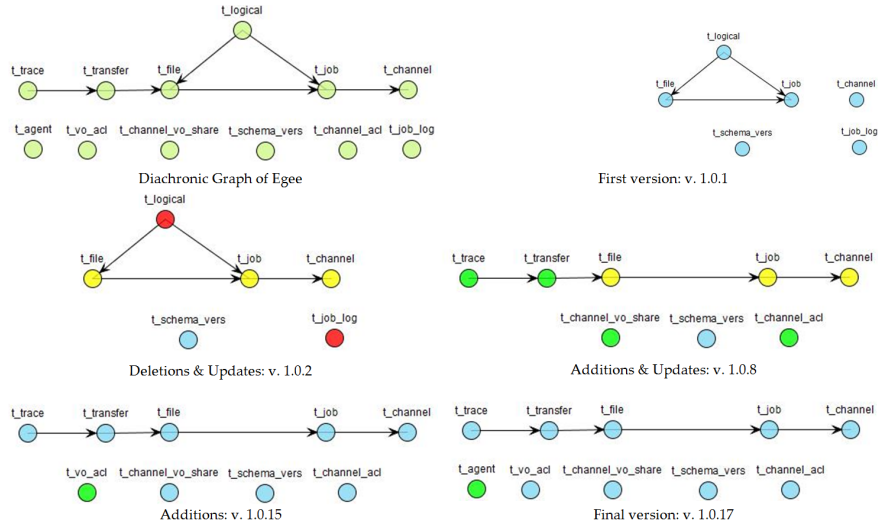 t_logical
t_trace t_transfer t_file t_job t_channel
t_agent t_vo_acl t_channel_vo_share t_schema_vers t_channel_acl t_job_log
Diachronic Graph of Egee
t_logical
t_file t_job t_channel
t_schema_vers t_job_log
First version: v. 1.0.1
t_logical
t_file t_job t_channel
t_schema_vers t_job_log
Deletions & Updates: v. 1.0.2
t_trace t_transfer t_file t_job t_channel
t_channel_vo_share t_schema_vers t_channel_acl
Additions & Updates: v. 1.0.8
t_trace t_transfer t_file t_job t_channel
t_vo_acl t_channel_vo_share t_schema_vers t_channel_acl
Additions: v. 1.0.15
t_trace t_transfer t_file t_job t_channel
t_agent t_vo_acl t_channel_vo_share t_schema_vers t_channel_acl
Final version: v. 1.0.17